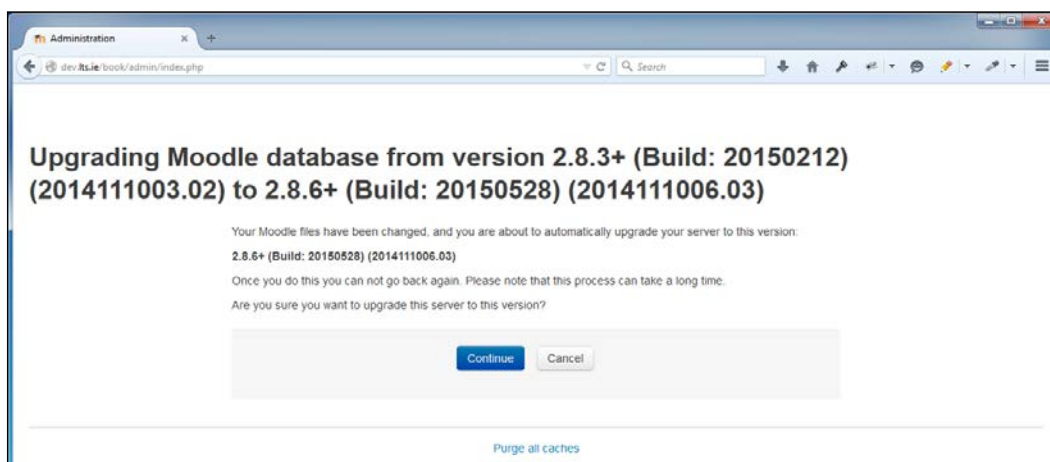 Administration
dev.lts.ie/book/admin/index.php
Search
Upgrading Moodle database from version 2.8.3+ (Build: 20150212)
(2014111003.02) to 2.8.6+ (Build: 20150528) (2014111006.03)
Your Moodle files have been changed, and you are about to automatically upgrade your server to this version:
2.8.6+ (Build: 20150528) (2014111006.03)
Once you do this you can not go back again. Please note that this process can take a long time.
Are you sure you want to upgrade this server to this version?
Continue Cancel
Purge all caches